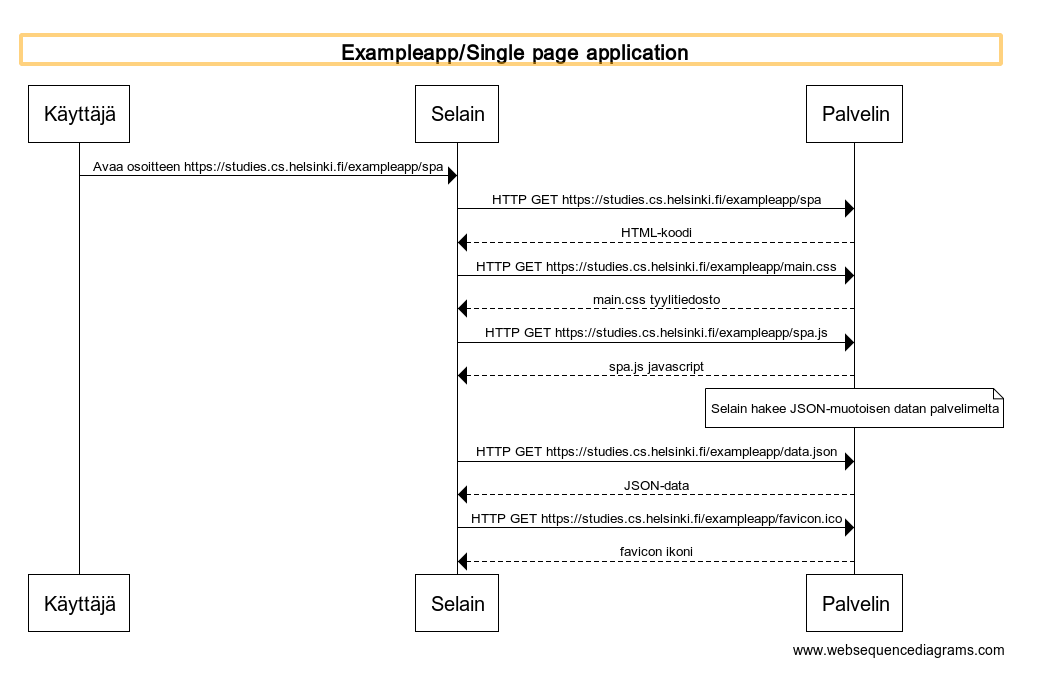 Exampleapp/Single page application
Käyttäjä
Selain
Palvelin
Avaa osoitteen https://studies.cs.helsinki.fi/exampleapp/spa
HTTP GET https://studies.cs.helsinki.fi/exampleapp/spa
HTML-koodi
HTTP GET https://studies.cs.helsinki.fi/exampleapp/main.css
main.css tyylitiedosto
HTTP GET https://studies.cs.helsinki.fi/exampleapp/spa.js
spa.js javascript
Selain hakee JSON-muotoisen datan palvelimelta
HTTP GET https://studies.cs.helsinki.fi/exampleapp/data.json
JSON-data
HTTP GET https://studies.cs.helsinki.fi/exampleapp/favicon.ico
favicon ikoni
Käyttäjä
Selain
Palvelin
www.websequencediagrams.com